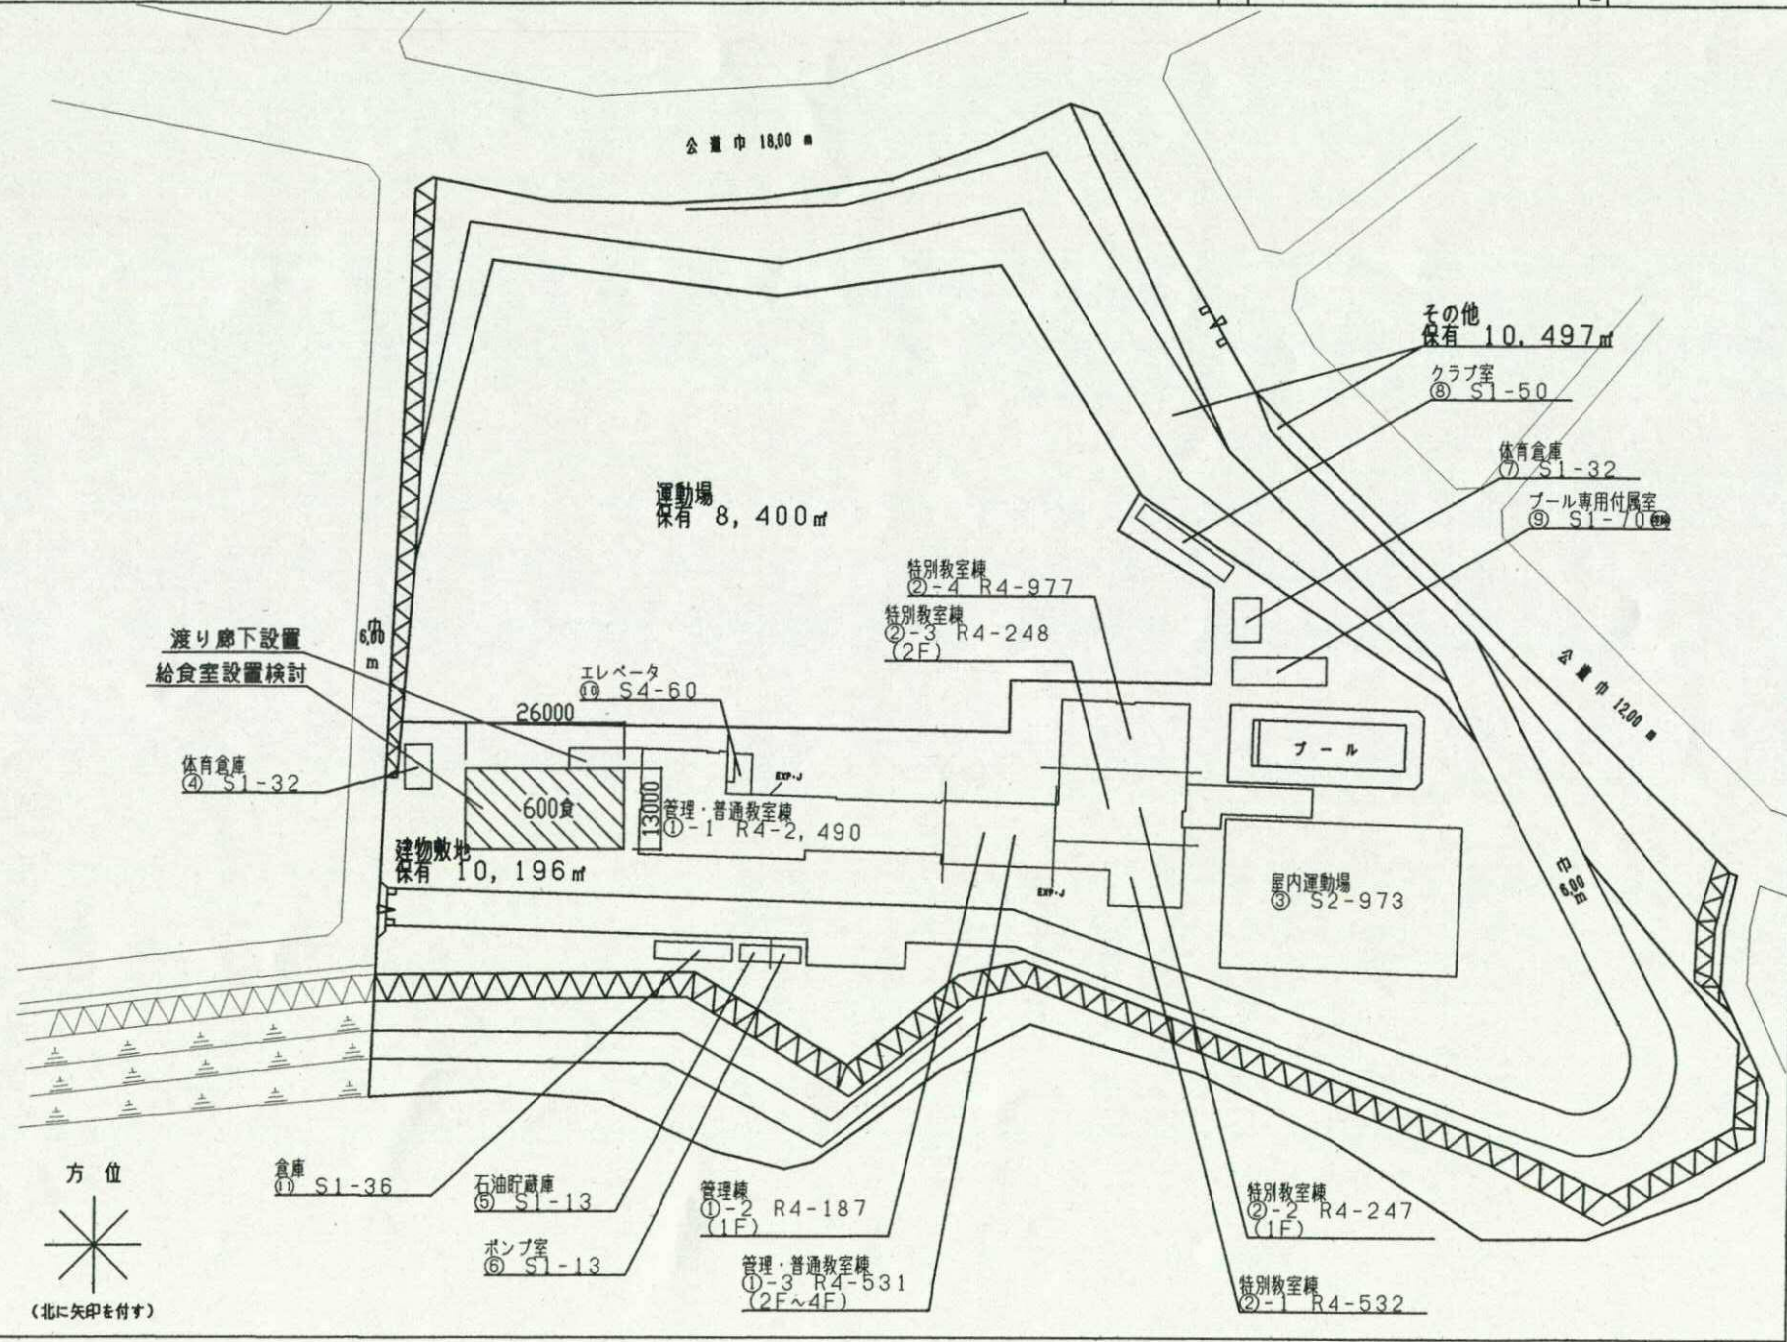 公道巾 18.00 m
その他
保有 10,497㎡
クラブ室
⑧ S1-50
体育倉庫
⑦ S1-32
プール専用付属室
⑨ S1-70
運動場
保有 8,400㎡
特別教室棟
②-4 R4-977
特別教室棟
②-3 R4-248
(2F)
巾
6.00
m
渡り廊下設置
給食室設置検討
エレベータ
⑩ S4-60
26000
公道巾 12.00 m
プール
体育倉庫
④ S1-32
EXP・J
600食
13000
管理・普通教室棟
①-1 R4-2,490
建物敷地
保有 10,196㎡
EXP・J
屋内運動場
③ S2-973
巾
6.00
m
方位
(北に矢印を付す)
倉庫
⑪ S1-36
石油貯蔵庫
⑤ S1-13
ポンプ室
⑥ S1-13
管理棟
①-2 R4-187
(1F)
管理・普通教室棟
①-3 R4-531
(2F~4F)
特別教室棟
②-2 R4-247
(1F)
特別教室棟
②-1 R4-532